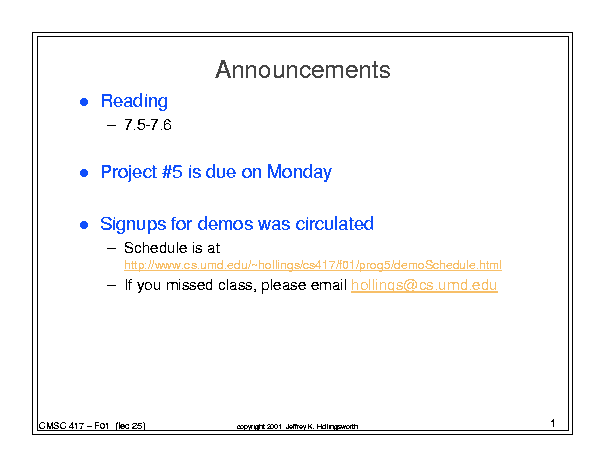 Announcements
● Reading
– 7.5-7.6
● Project #5 is due on Monday
● Signups for demos was circulated
– Schedule is at
http://www.cs.umd.edu/~hollings/cs417/f01/prog5/demoSchedule.html
– If you missed class, please email hollings@cs.umd.edu
CMSC 417 – F01 (lec 25)
copyright 2001 Jeffrey K. Hollingsworth
1